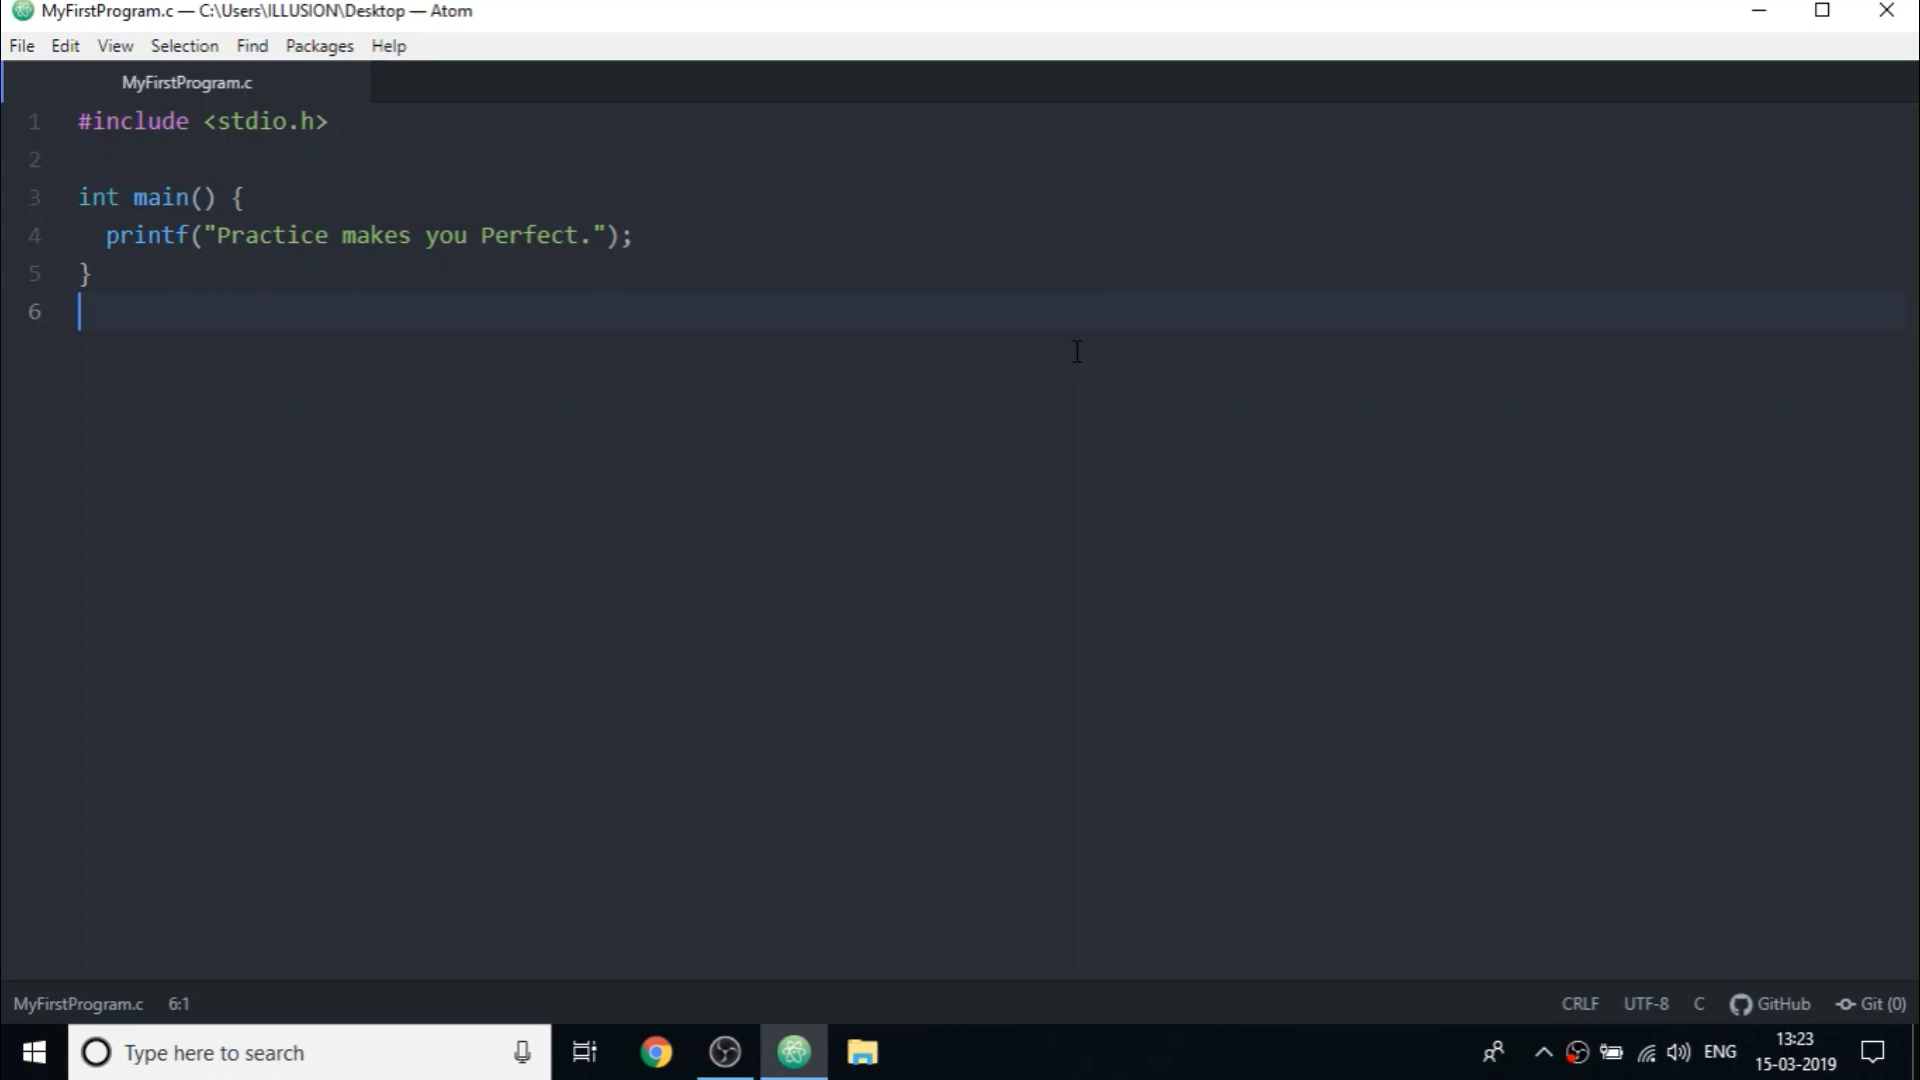 MyFirstProgram.c — C:\Users\ILLUSION\Desktop — Atom
File Edit View Selection Find Packages Help
MyFirstProgram.c
1 #include <stdio.h>
2
3 int main() {
4 printf("Practice makes you Perfect.");
5 }
6
MyFirstProgram.c 6:1 CRLF UTF-8 C GitHub Git (0)
Type here to search ENG 13:23
15-03-2019